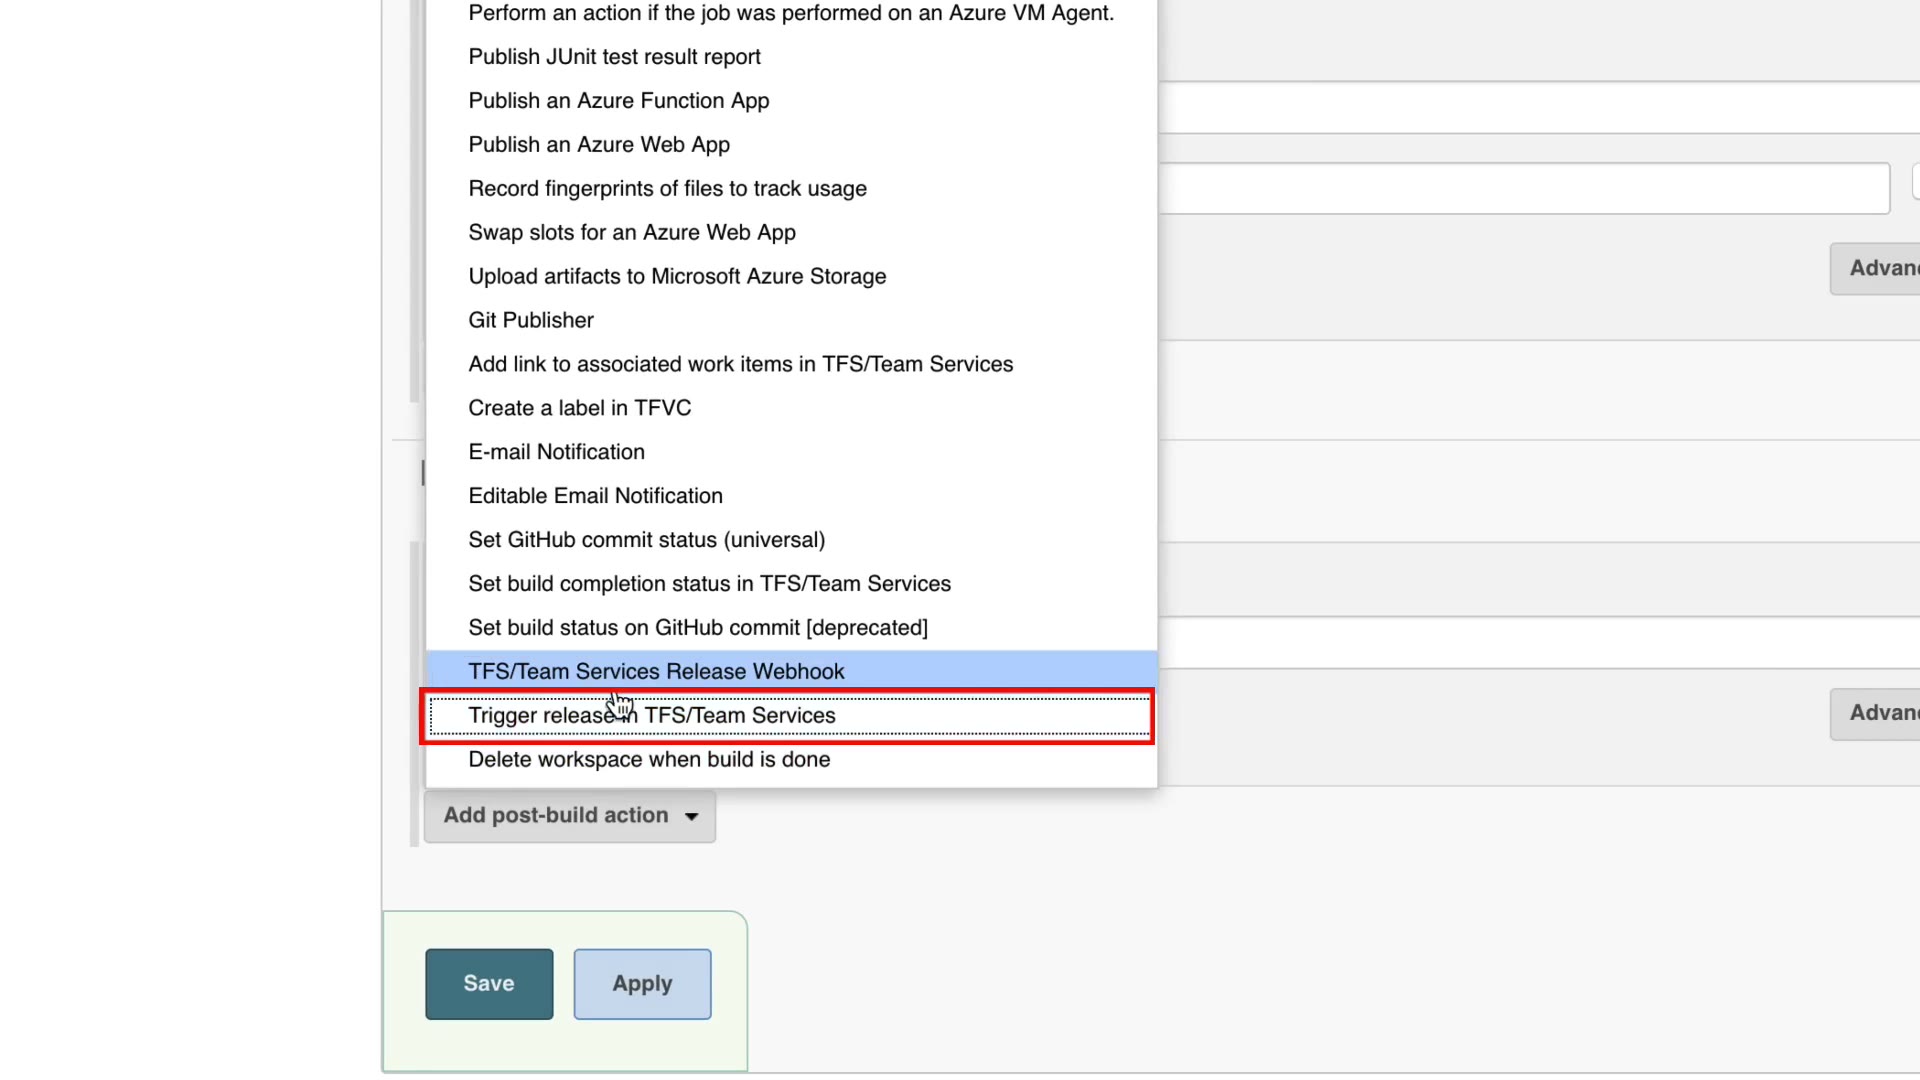 Perform an action if the job was performed on an Azure VM Agent.
Publish JUnit test result report
Publish an Azure Function App
Publish an Azure Web App
Record fingerprints of files to track usage
Swap slots for an Azure Web App
Advan
Upload artifacts to Microsoft Azure Storage
Git Publisher
Add link to associated work items in TFS/Team Services
Create a label in TFVC
E-mail Notification
Editable Email Notification
Set GitHub commit status (universal)
Set build completion status in TFS/Team Services
Set build status on GitHub commit [deprecated]
TFS/Team Services Release Webhook
Trigger release in TFS/Team Services
Advan
Delete workspace when build is done
Add post-build action
Save
Apply